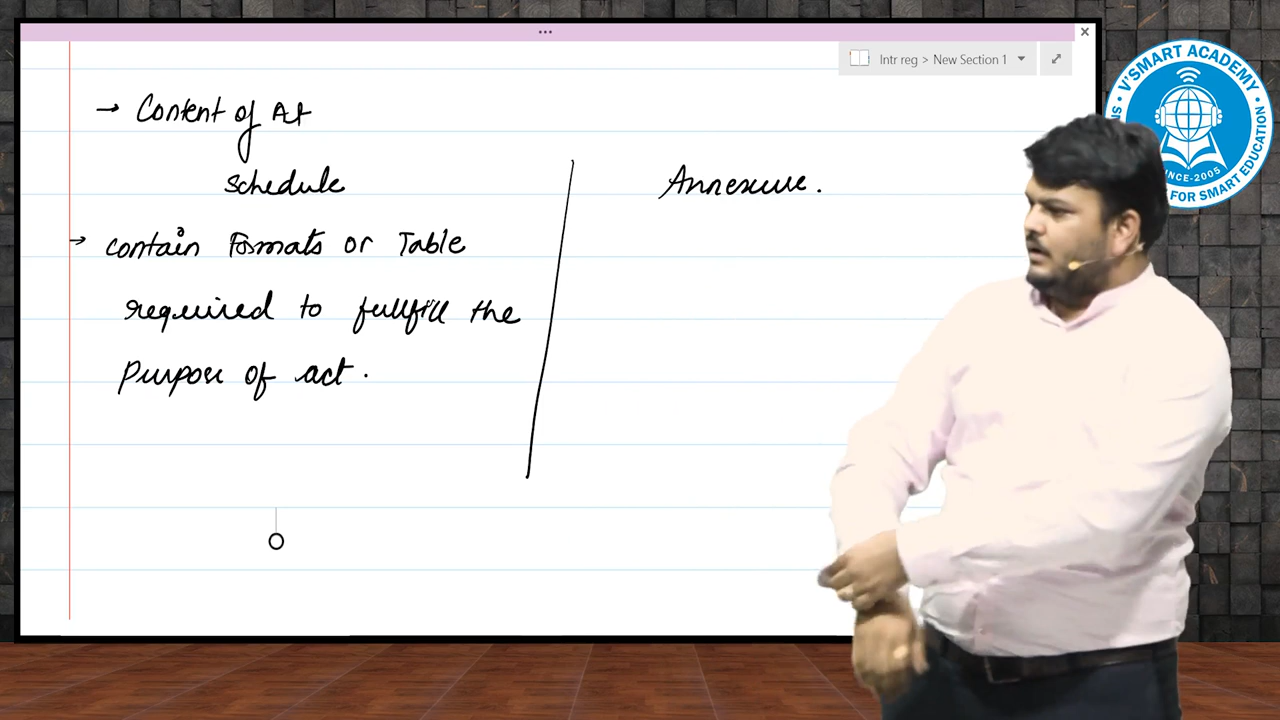 ...
Intr reg > New Section 1
→ Content of Act
Schedule
Annexure.
→ contain Formats or Table
required to fullfill the
purpose of act.
V'SMART ACADEMY
SINCE-2005
FOR SMART EDUCATION